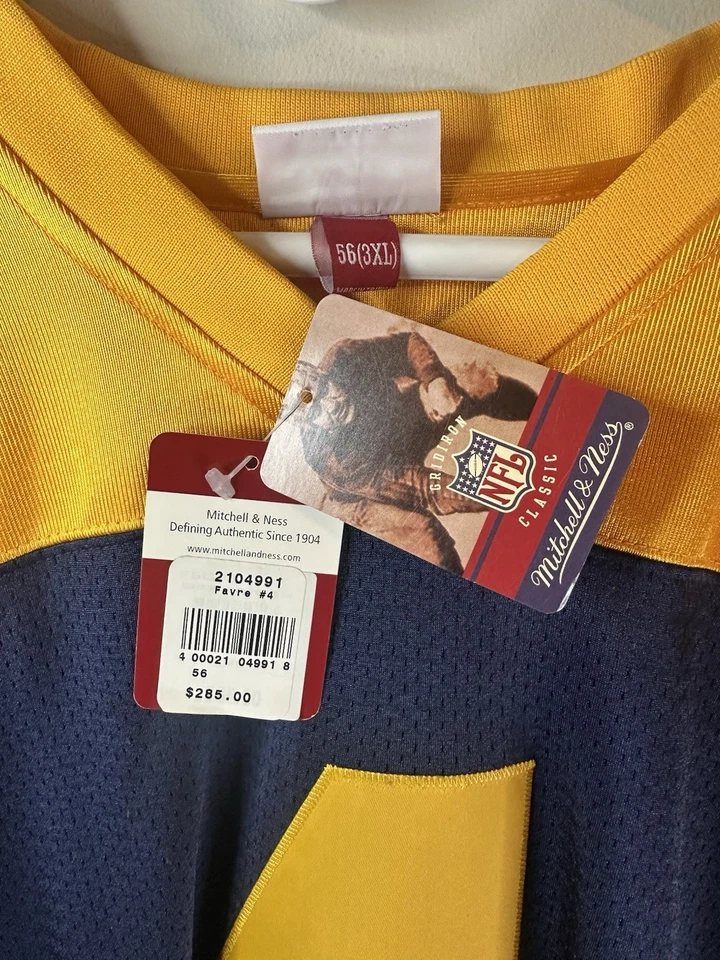 56(3XL)
GRIDIRON
NFL
CLASSIC
Mitchell & Ness®
Mitchell & Ness
Defining Authentic Since 1904
www.mitchellandness.com
2104991
Favre #4
4 00021 04991 8
56
$285.00